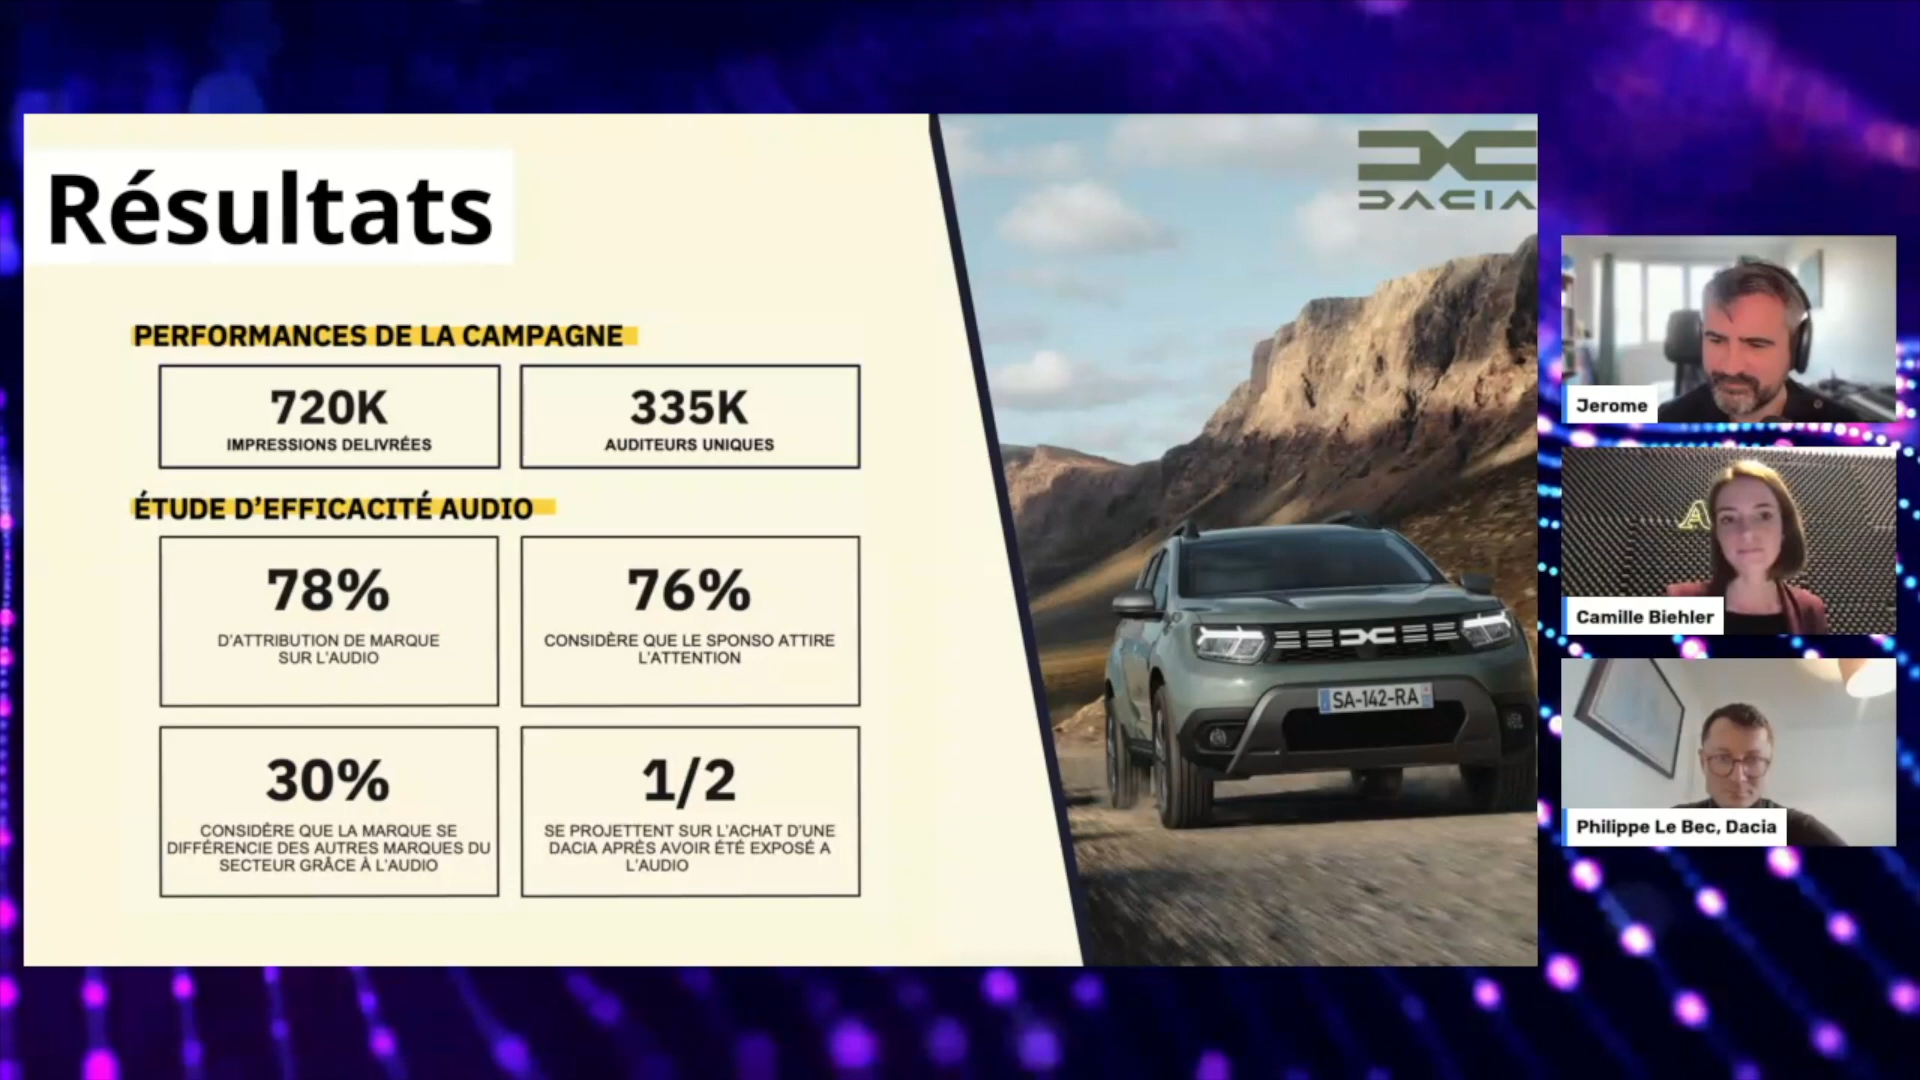 Résultats
PERFORMANCES DE LA CAMPAGNE
720K
IMPRESSIONS DELIVRÉES
335K
AUDITEURS UNIQUES
ÉTUDE D'EFFICACITÉ AUDIO
78%
D'ATTRIBUTION DE MARQUE
SUR L'AUDIO
76%
CONSIDÈRE QUE LE SPONSO ATTIRE
L'ATTENTION
30%
CONSIDÈRE QUE LA MARQUE SE
DIFFÉRENCIE DES AUTRES MARQUES DU
SECTEUR GRÂCE À L'AUDIO
1/2
SE PROJETTENT SUR L'ACHAT D'UNE
DACIA APRÈS AVOIR ÉTÉ EXPOSÉ A
L'AUDIO
DACIA
SA-142-RA
Jerome
A
Camille Biehler
Philippe Le Bec, Dacia